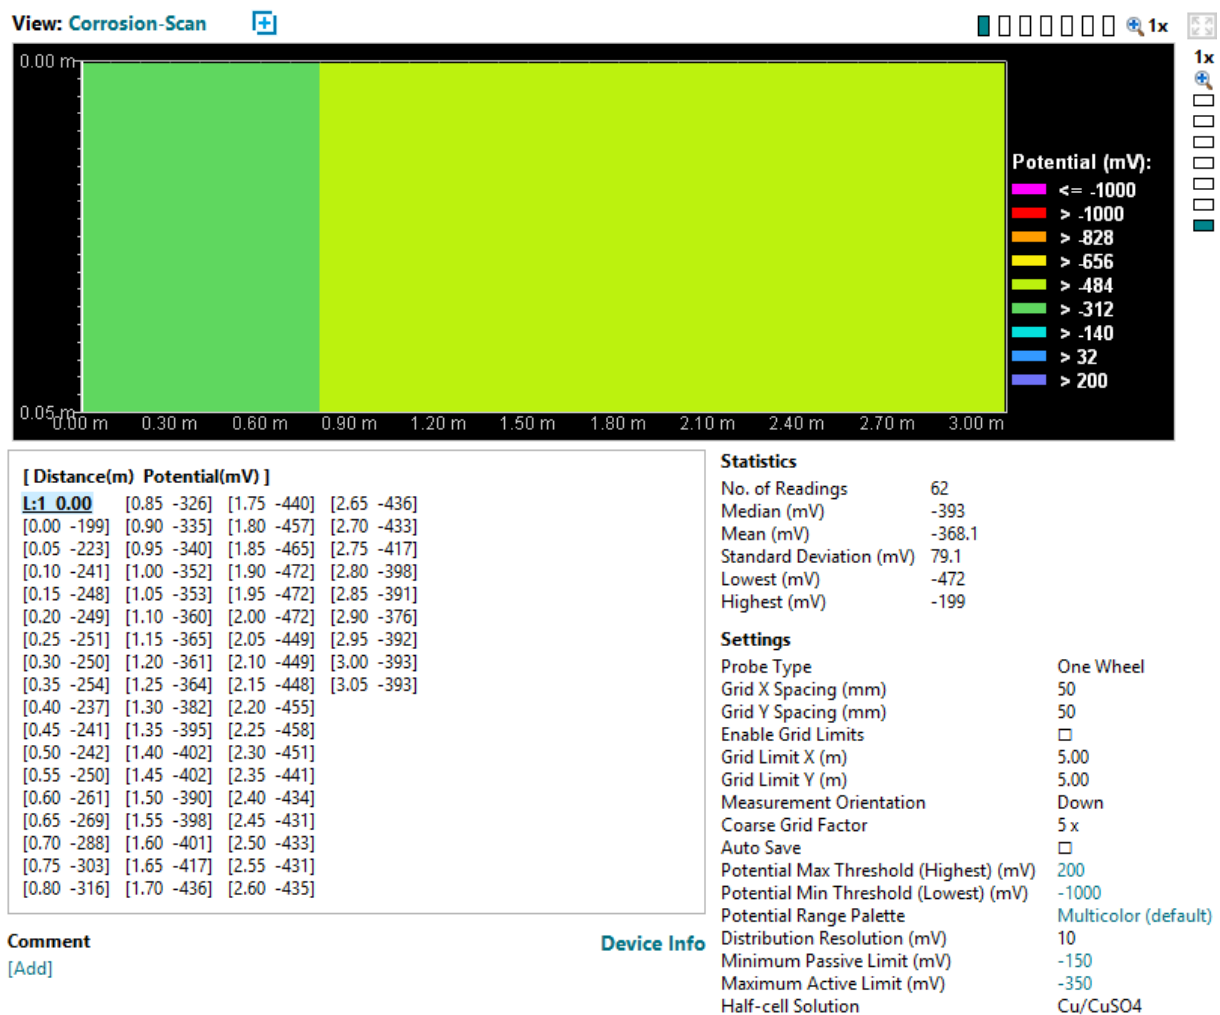 View: Corrosion-Scan
1x
1x
0.00 m
0.05 m
0.00 m 0.30 m 0.60 m 0.90 m 1.20 m 1.50 m 1.80 m 2.10 m 2.40 m 2.70 m 3.00 m
Potential (mV):
<= -1000
> -1000
> -828
> -656
> -484
> -312
> -140
> 32
> 200
[ Distance(m) Potential(mV) ]
L:1 0.00 [0.85 -326] [1.75 -440] [2.65 -436]
[0.00 -199] [0.90 -335] [1.80 -457] [2.70 -433]
[0.05 -223] [0.95 -340] [1.85 -465] [2.75 -417]
[0.10 -241] [1.00 -352] [1.90 -472] [2.80 -398]
[0.15 -248] [1.05 -353] [1.95 -472] [2.85 -391]
[0.20 -249] [1.10 -360] [2.00 -472] [2.90 -376]
[0.25 -251] [1.15 -365] [2.05 -449] [2.95 -392]
[0.30 -250] [1.20 -361] [2.10 -449] [3.00 -393]
[0.35 -254] [1.25 -364] [2.15 -448] [3.05 -393]
[0.40 -237] [1.30 -382] [2.20 -455]
[0.45 -241] [1.35 -395] [2.25 -458]
[0.50 -242] [1.40 -402] [2.30 -451]
[0.55 -250] [1.45 -402] [2.35 -441]
[0.60 -261] [1.50 -390] [2.40 -434]
[0.65 -269] [1.55 -398] [2.45 -431]
[0.70 -288] [1.60 -401] [2.50 -433]
[0.75 -303] [1.65 -417] [2.55 -431]
[0.80 -316] [1.70 -436] [2.60 -435]
Comment
[Add]
Device Info
Statistics
No. of Readings 62
Median (mV) -393
Mean (mV) -368.1
Standard Deviation (mV) 79.1
Lowest (mV) -472
Highest (mV) -199
Settings
Probe Type One Wheel
Grid X Spacing (mm) 50
Grid Y Spacing (mm) 50
Enable Grid Limits
Grid Limit X (m) 5.00
Grid Limit Y (m) 5.00
Measurement Orientation Down
Coarse Grid Factor 5 x
Auto Save
Potential Max Threshold (Highest) (mV) 200
Potential Min Threshold (Lowest) (mV) -1000
Potential Range Palette Multicolor (default)
Distribution Resolution (mV) 10
Minimum Passive Limit (mV) -150
Maximum Active Limit (mV) -350
Half-cell Solution Cu/CuSO4